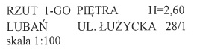 RZUT 1-GO PIĘTRA H=2,60
LUBAŃ UL. ŁUŻYCKA 28/1
skala 1:100